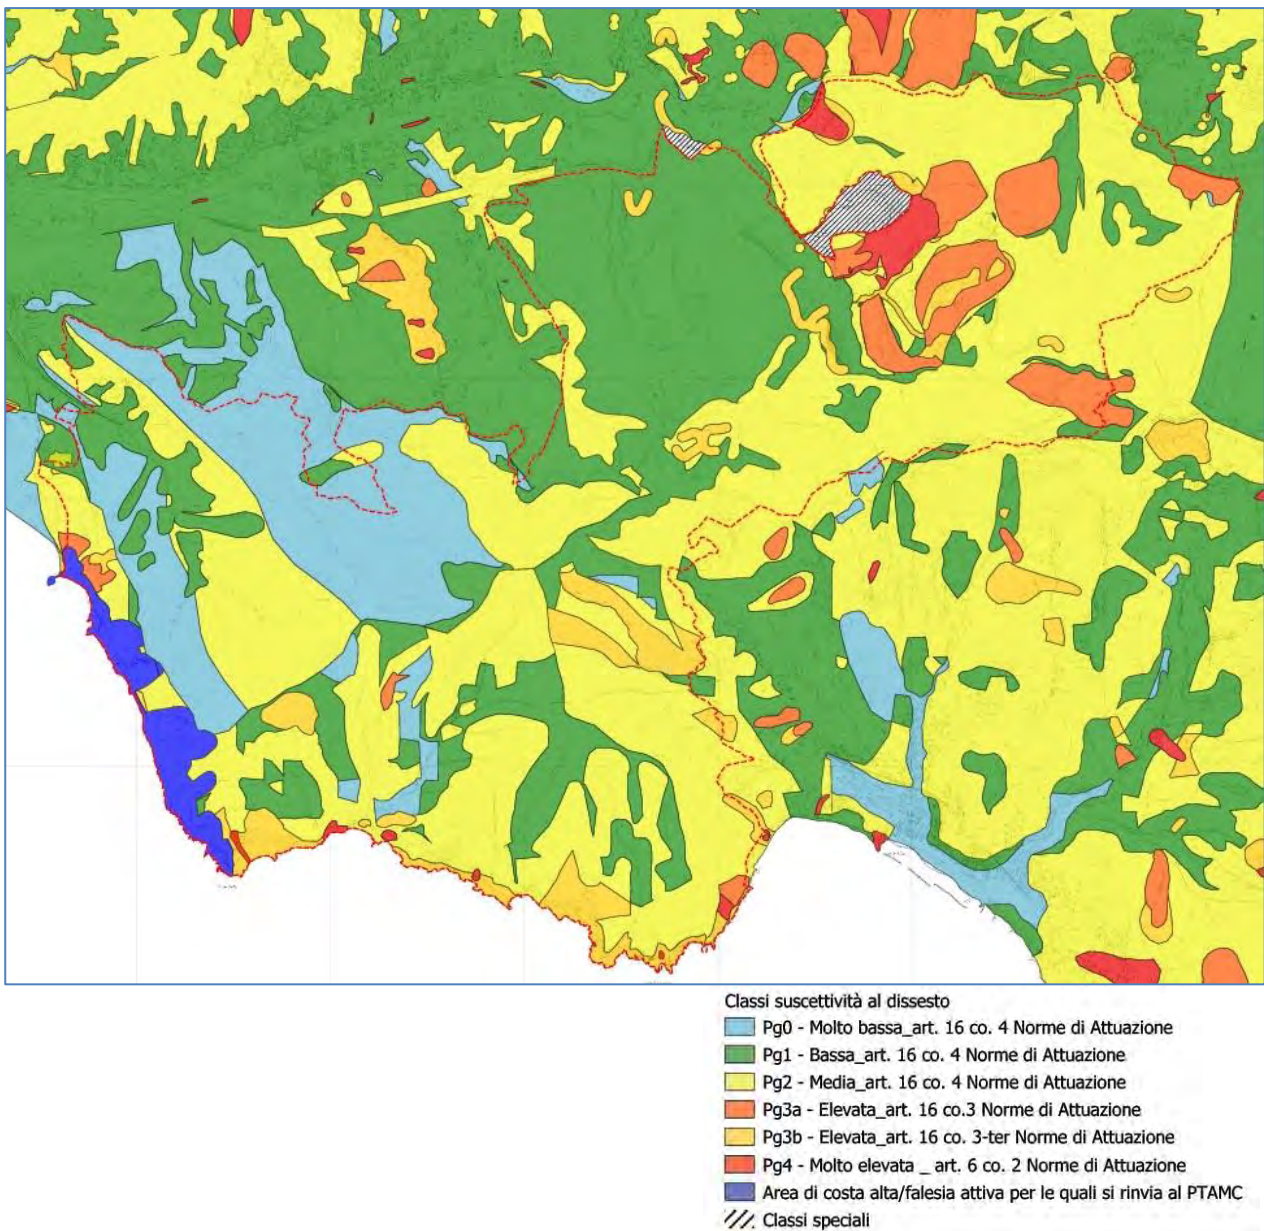 Classi suscettività al dissesto
Pg0 - Molto bassa_art. 16 co. 4 Norme di Attuazione
Pg1 - Bassa_art. 16 co. 4 Norme di Attuazione
Pg2 - Media_art. 16 co. 4 Norme di Attuazione
Pg3a - Elevata_art. 16 co.3 Norme di Attuazione
Pg3b - Elevata_art. 16 co. 3-ter Norme di Attuazione
Pg4 - Molto elevata _ art. 6 co. 2 Norme di Attuazione
Area di costa alta/falesia attiva per le quali si rinvia al PTAMC
Classi speciali